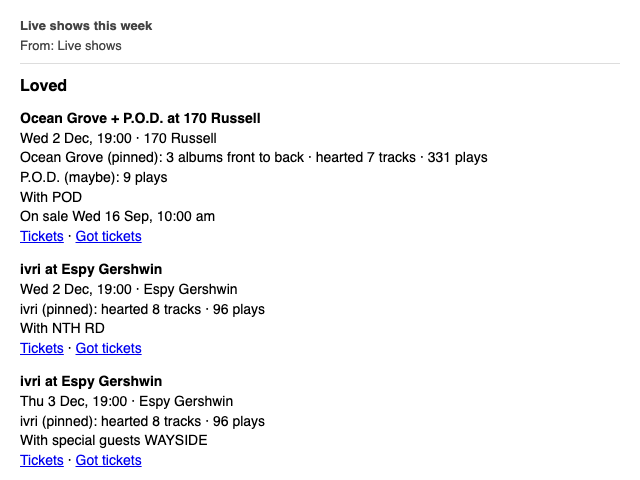 Live shows this week
From: Live shows
Loved
Ocean Grove + P.O.D. at 170 Russell
Wed 2 Dec, 19:00 · 170 Russell
Ocean Grove (pinned): 3 albums front to back · hearted 7 tracks · 331 plays
P.O.D. (maybe): 9 plays
With POD
On sale Wed 16 Sep, 10:00 am
Tickets · Got tickets
ivri at Espy Gershwin
Wed 2 Dec, 19:00 · Espy Gershwin
ivri (pinned): hearted 8 tracks · 96 plays
With NTH RD
Tickets · Got tickets
ivri at Espy Gershwin
Thu 3 Dec, 19:00 · Espy Gershwin
ivri (pinned): hearted 8 tracks · 96 plays
With special guests WAYSIDE
Tickets · Got tickets